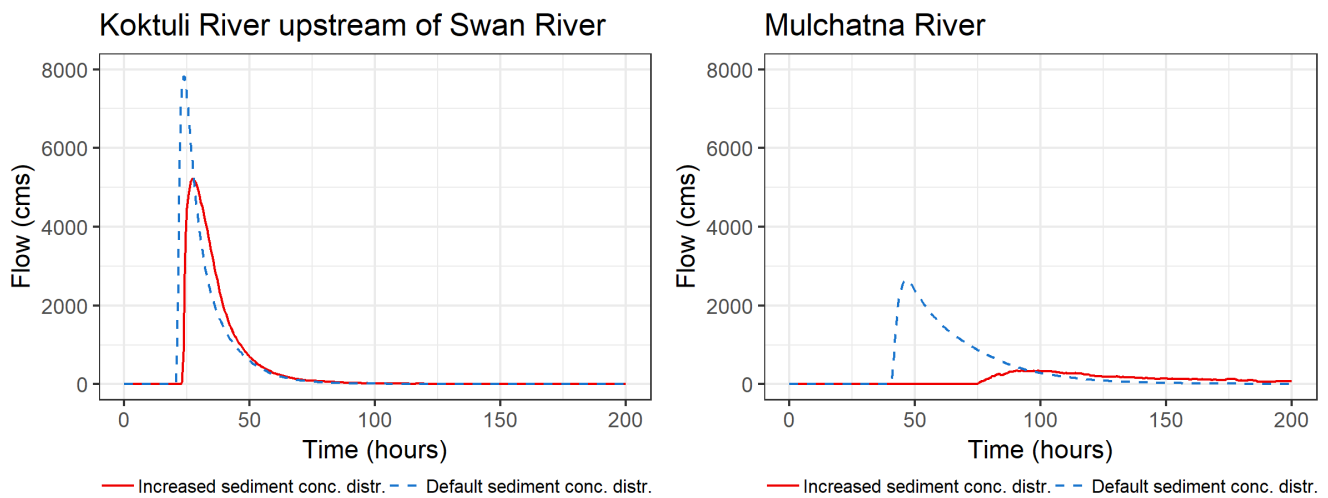 Koktuli River upstream of Swan River
8000
6000
4000
2000
0
Flow (cms)
0 50 100 150 200
Time (hours)
Increased sediment conc. distr. Default sediment conc. distr.
Mulchatna River
8000
6000
4000
2000
0
Flow (cms)
0 50 100 150 200
Time (hours)
Increased sediment conc. distr. Default sediment conc. distr.